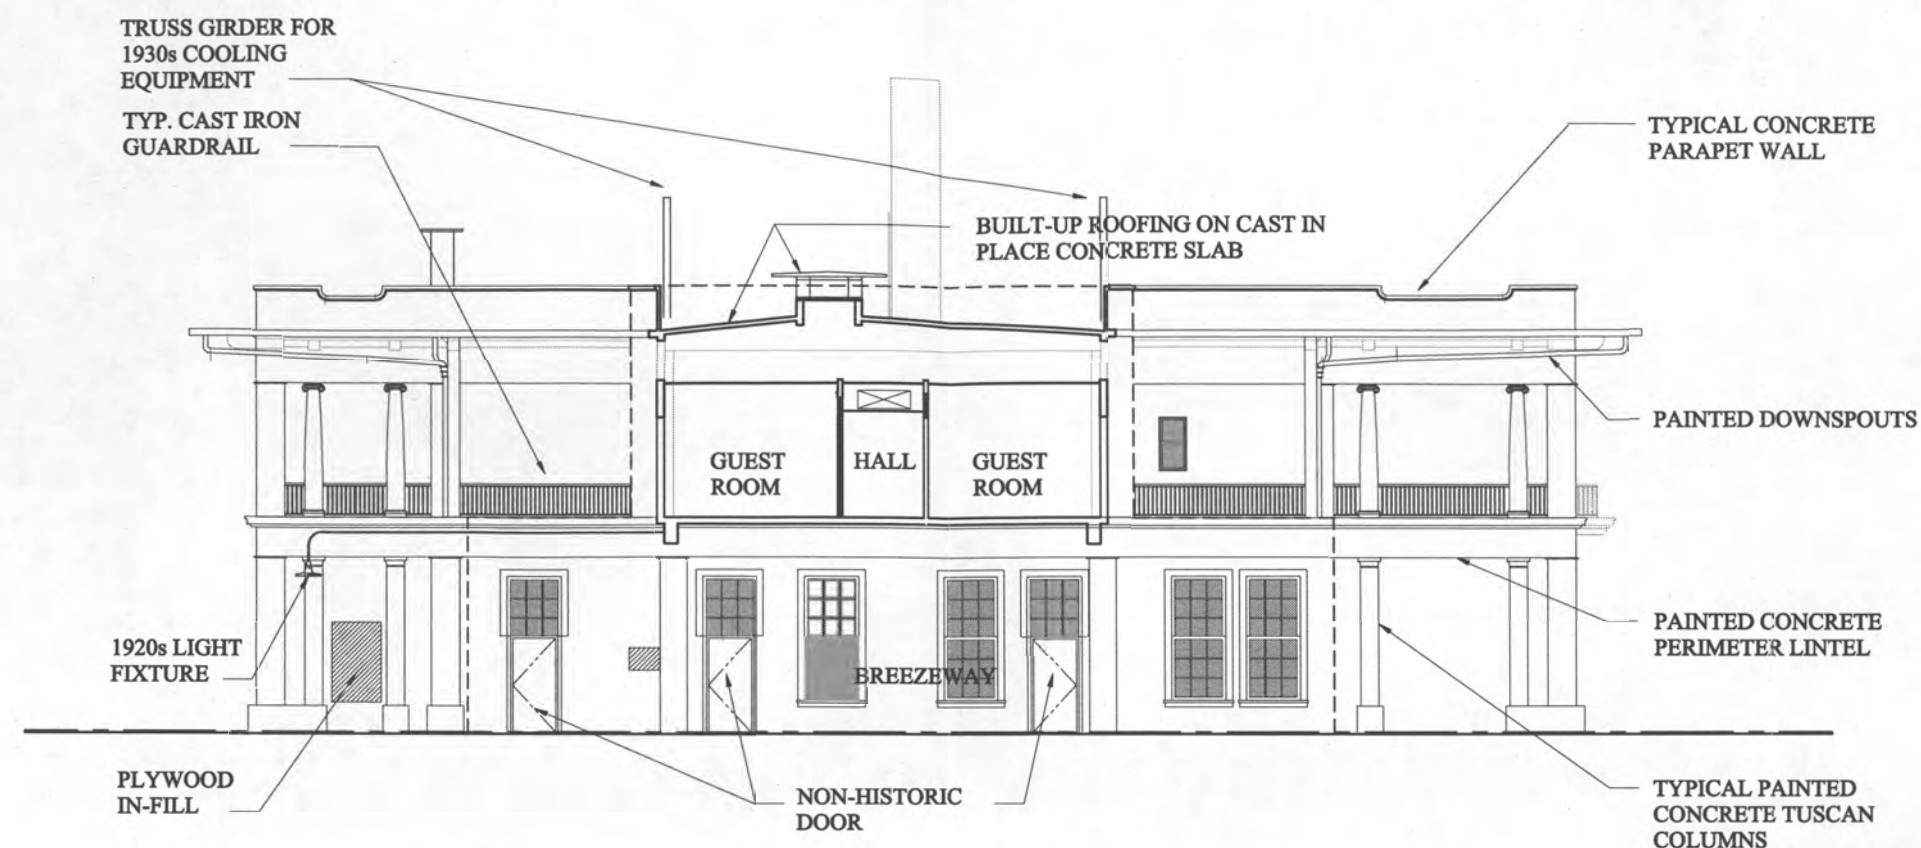 TRUSS GIRDER FOR
1930s COOLING
EQUIPMENT
TYP. CAST IRON
GUARDRAIL
TYPICAL CONCRETE
PARAPET WALL
BUILT-UP ROOFING ON CAST IN
PLACE CONCRETE SLAB
PAINTED DOWNSPOUTS
GUEST
ROOM
HALL
GUEST
ROOM
1920s LIGHT
FIXTURE
BREEZEWAY
PAINTED CONCRETE
PERIMETER LINTEL
PLYWOOD
IN-FILL
NON-HISTORIC
DOOR
TYPICAL PAINTED
CONCRETE TUSCAN
COLUMNS